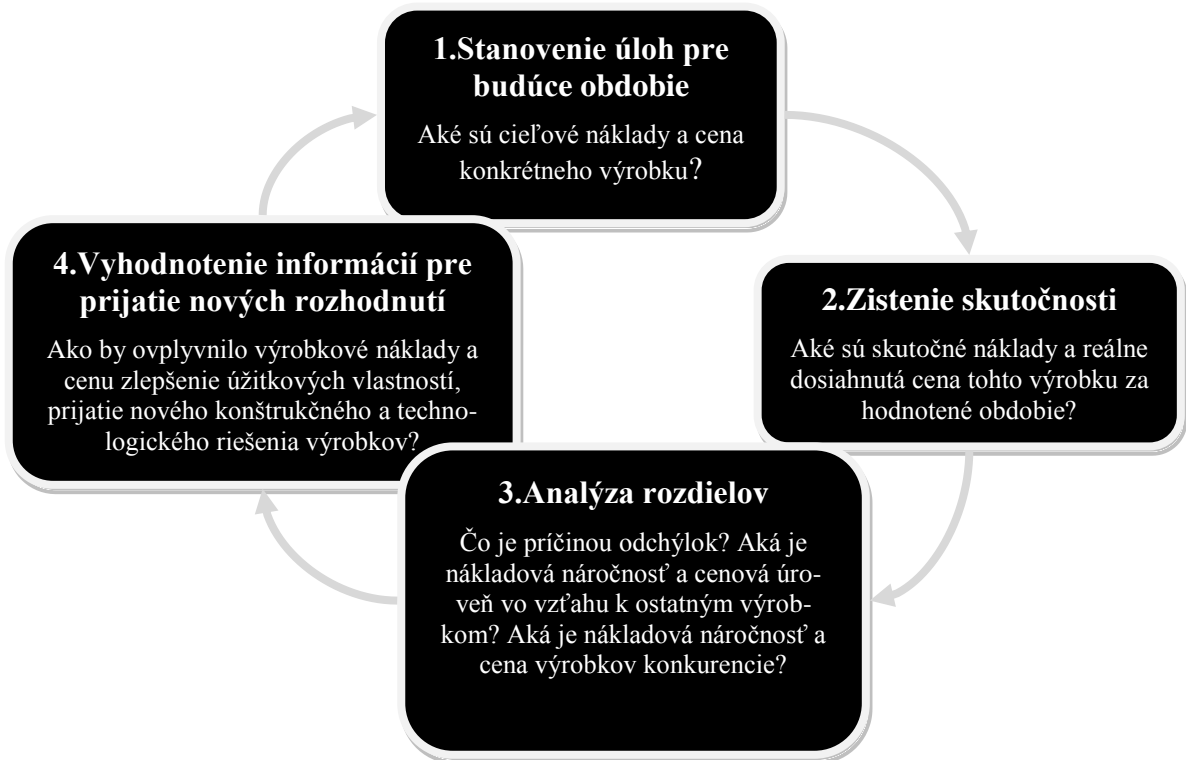 1.Stanovenie úloh pre
budúce obdobie
Aké sú cieľové náklady a cena
konkrétneho výrobku?
2.Zistenie skutočnosti
Aké sú skutočné náklady a reálne
dosiahnutá cena tohto výrobku za
hodnotené obdobie?
3.Analýza rozdielov
Čo je príčinou odchýlok? Aká je
nákladová náročnosť a cenová úro-
veň vo vzťahu k ostatným výrob-
kom? Aká je nákladová náročnosť a
cena výrobkov konkurencie?
4.Vyhodnotenie informácií pre
prijatie nových rozhodnutí
Ako by ovplyvnilo výrobkové náklady a
cenu zlepšenie úžitkových vlastností,
prijatie nového konštrukčného a techno-
logického riešenia výrobkov?